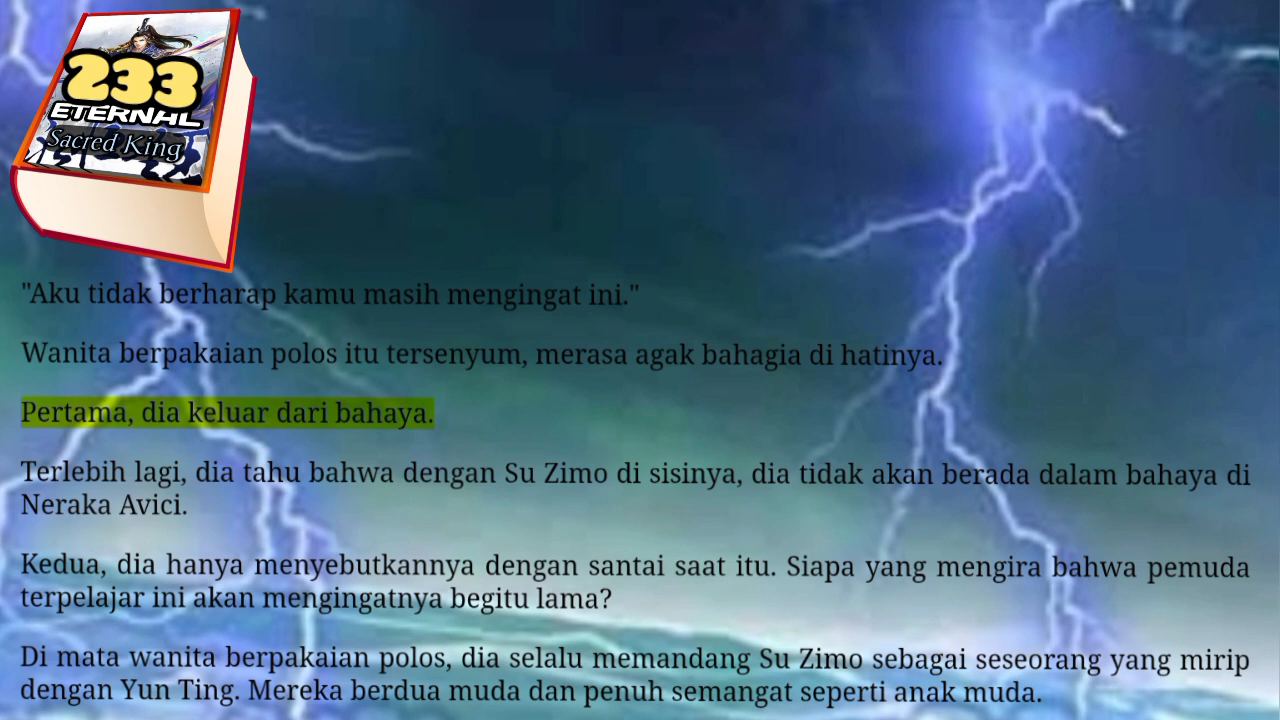 233
ETERNAL
Sacred King
"Aku tidak berharap kamu masih mengingat ini."
Wanita berpakaian polos itu tersenyum, merasa agak bahagia di hatinya.
Pertama, dia keluar dari bahaya.
Terlebih lagi, dia tahu bahwa dengan Su Zimo di sisinya, dia tidak akan berada dalam bahaya di
Neraka Avici.
Kedua, dia hanya menyebutkannya dengan santai saat itu. Siapa yang mengira bahwa pemuda
terpelajar ini akan mengingatnya begitu lama?
Di mata wanita berpakaian polos, dia selalu memandang Su Zimo sebagai seseorang yang mirip
dengan Yun Ting. Mereka berdua muda dan penuh semangat seperti anak muda.